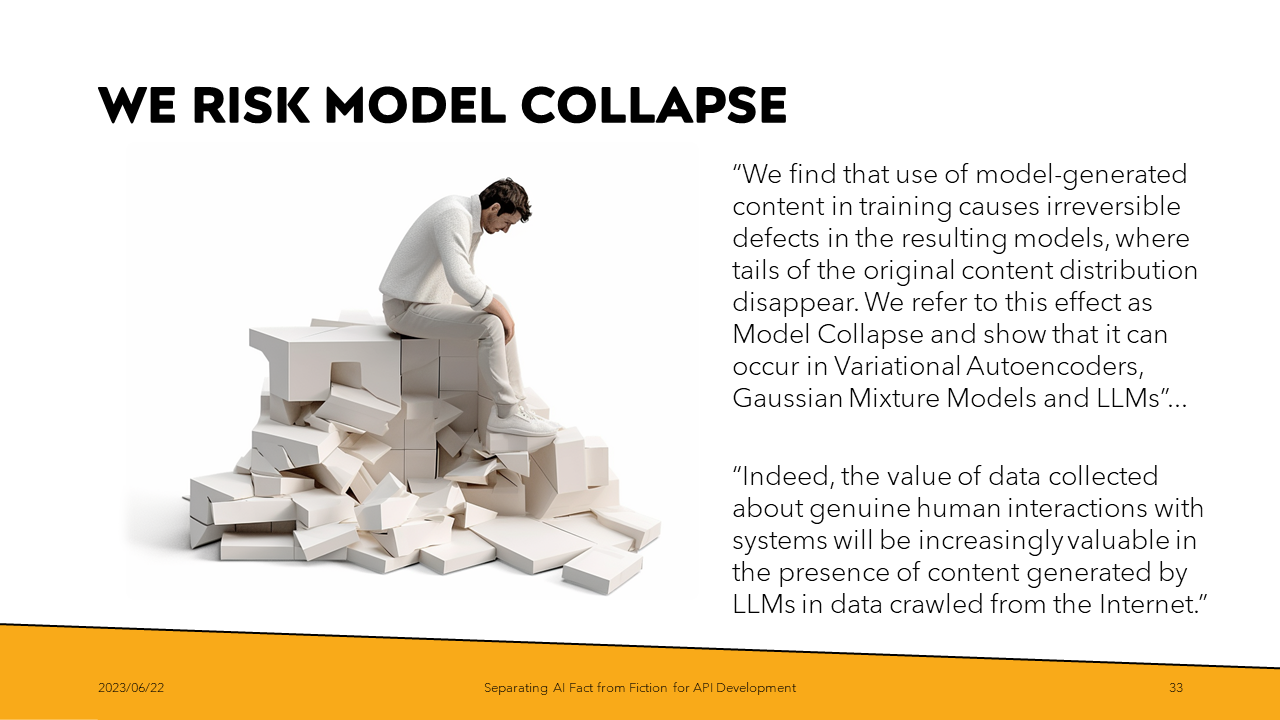 WE RISK MODEL COLLAPSE
“We find that use of model-generated
content in training causes irreversible
defects in the resulting models, where
tails of the original content distribution
disappear. We refer to this effect as
Model Collapse and show that it can
occur in Variational Autoencoders,
Gaussian Mixture Models and LLMs”...
“Indeed, the value of data collected
about genuine human interactions with
systems will be increasingly valuable in
the presence of content generated by
LLMs in data crawled from the Internet.”
2023/06/22
Separating AI Fact from Fiction for API Development
33